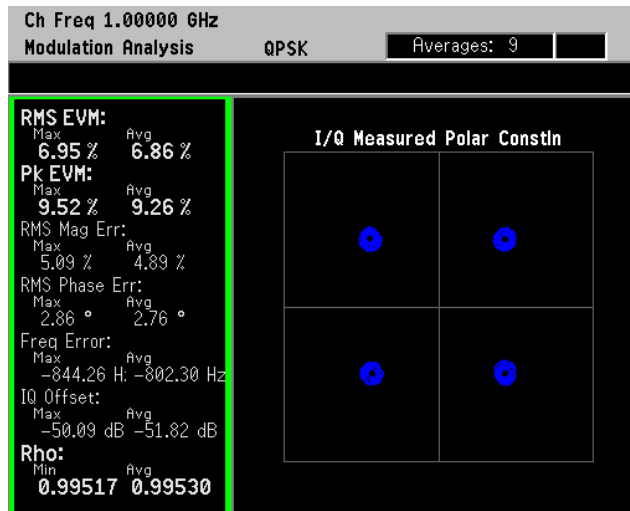 Ch Freq 1.00000 GHz
Modulation Analysis QPSK Averages: 9
RMS EVM:
Max Avg
6.95 % 6.86 %
Pk EVM:
Max Avg
9.52 % 9.26 %
RMS Mag Err:
Max Avg
5.09 % 4.89 %
RMS Phase Err:
Max Avg
2.86 ° 2.76 °
Freq Error:
Max Avg
-844.26 H: -802.30 Hz
IQ Offset:
Max Avg
-50.09 dB -51.82 dB
Rho:
Min Avg
0.99517 0.99530
I/Q Measured Polar Constln